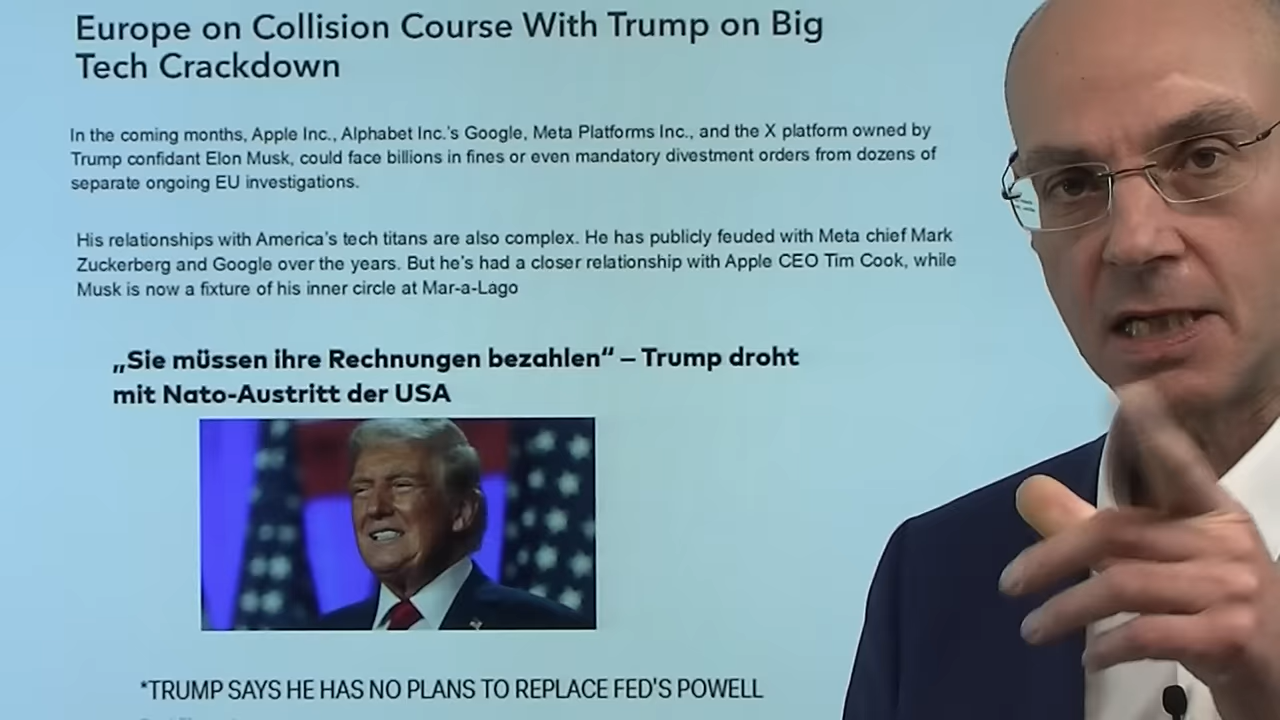 Europe on Collision Course With Trump on Big
Tech Crackdown
In the coming months, Apple Inc., Alphabet Inc.'s Google, Meta Platforms Inc., and the X platform owned by
Trump confidant Elon Musk, could face billions in fines or even mandatory divestment orders from dozens of
separate ongoing EU investigations.
His relationships with America's tech titans are also complex. He has publicly feuded with Meta chief Mark
Zuckerberg and Google over the years. But he's had a closer relationship with Apple CEO Tim Cook, while
Musk is now a fixture of his inner circle at Mar-a-Lago
„Sie müssen ihre Rechnungen bezahlen“ – Trump droht
mit Nato-Austritt der USA
*TRUMP SAYS HE HAS NO PLANS TO REPLACE FED'S POWELL